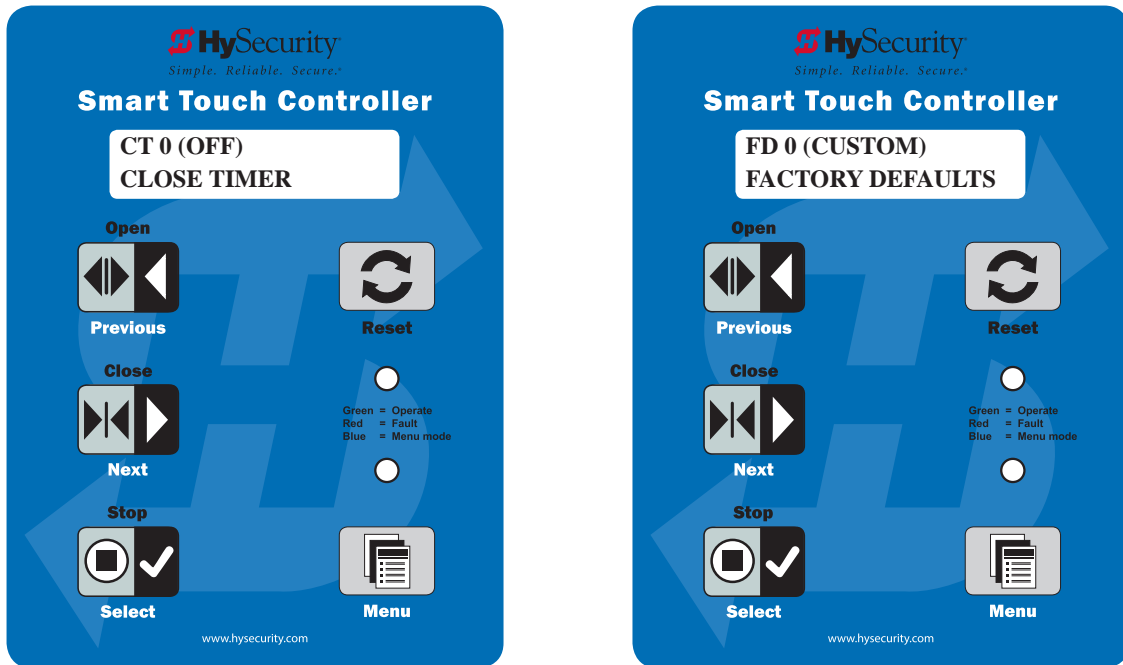 HySecurity
Simple. Reliable. Secure.®
Smart Touch Controller
CT 0 (OFF)
CLOSE TIMER
Open
Previous
Reset
Close
Green = Operate
Red = Fault
Blue = Menu mode
Next
Stop
Select
Menu
www.hysecurity.com
HySecurity
Simple. Reliable. Secure.®
Smart Touch Controller
FD 0 (CUSTOM)
FACTORY DEFAULTS
Open
Previous
Reset
Close
Green = Operate
Red = Fault
Blue = Menu mode
Next
Stop
Select
Menu
www.hysecurity.com